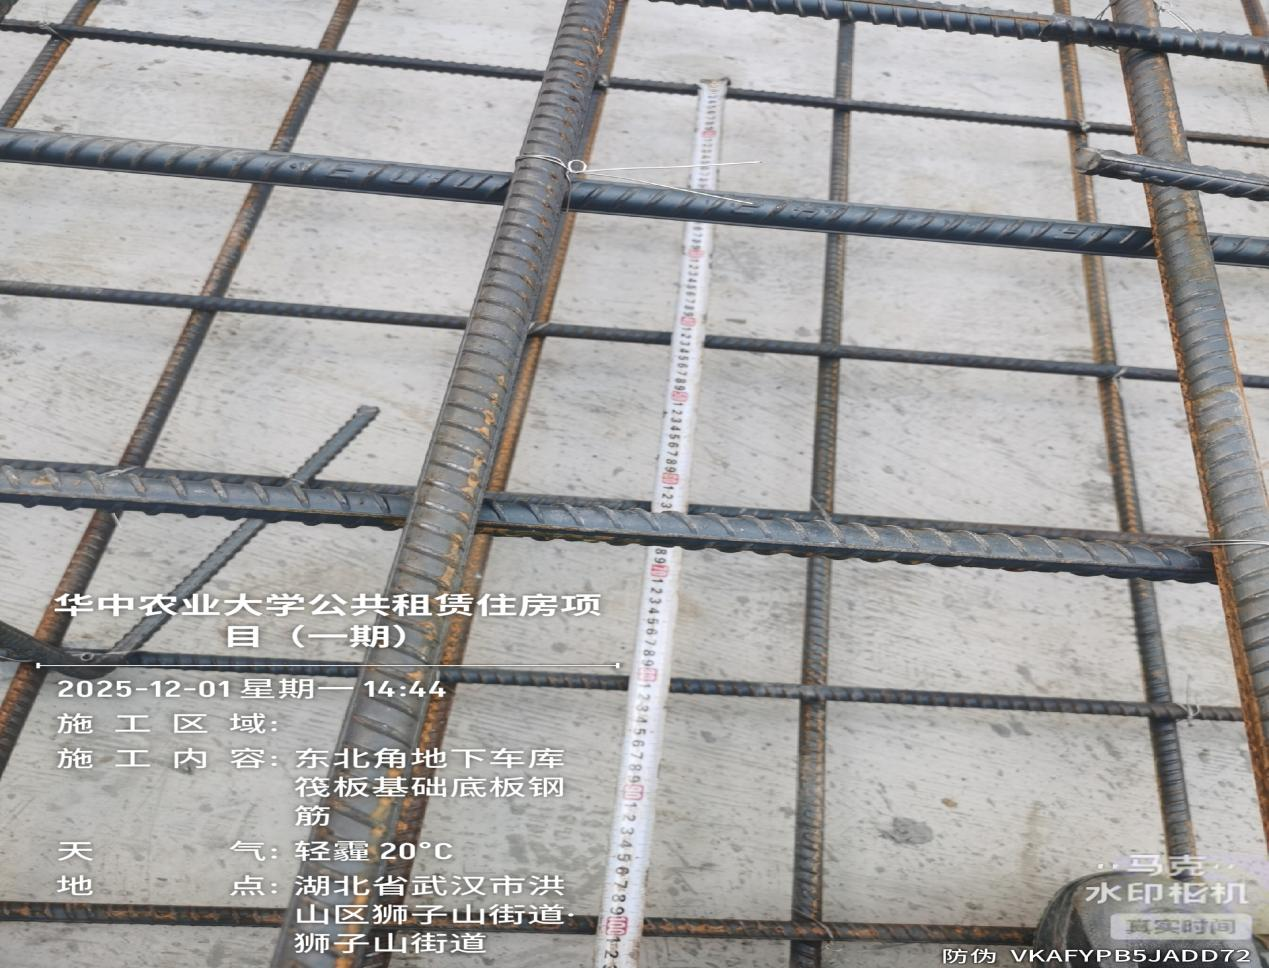 华中农业大学公共租赁住房项
目（一期）
2025-12-01 星期一 14:44
施工区域:
施工内容: 东北角地下车库
筏板基础底板钢
筋
天气: 轻霾 20°C
地点: 湖北省武汉市洪
山区狮子山街道·
狮子山街道
马克
水印相机
真实时间
防伪 VKAFYPB5JADD72